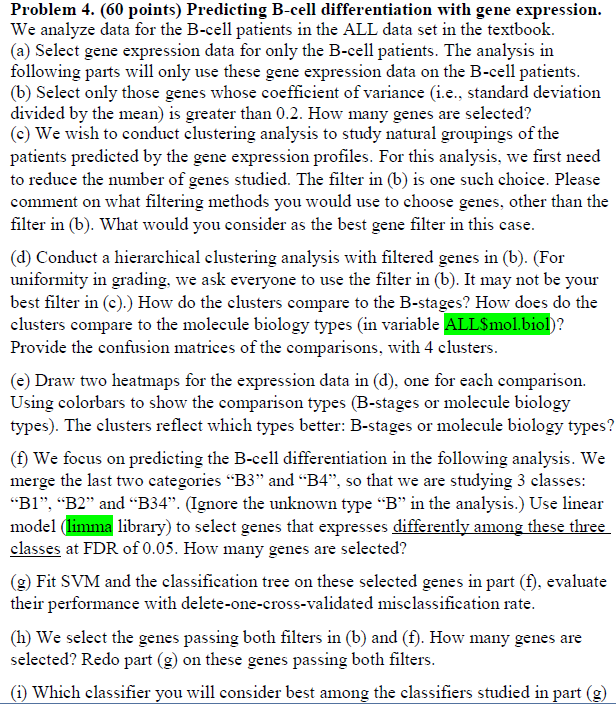 Problem 4. (60 points) Predicting B-cell differentiation with gene expression.
We analyze data for the B-cell patients in the ALL data set in the textbook.
(a) Select gene expression data for only the B-cell patients. The analysis in
following parts will only use these gene expression data on the B-cell patients.
(b) Select only those genes whose coefficient of variance (i.e., standard deviation
divided by the mean) is greater than 0.2. How many genes are selected?
(c) We wish to conduct clustering analysis to study natural groupings of the
patients predicted by the gene expression profiles. For this analysis, we first need
to reduce the number of genes studied. The filter in (b) is one such choice. Please
comment on what filtering methods you would use to choose genes, other than the
filter in (b). What would you consider as the best gene filter in this case.
(d) Conduct a hierarchical clustering analysis with filtered genes in (b). (For
uniformity in grading, we ask everyone to use the filter in (b). It may not be your
best filter in (c).) How do the clusters compare to the B-stages? How does do the
clusters compare to the molecule biology types (in variable ALL$mol.biol)?
Provide the confusion matrices of the comparisons, with 4 clusters.
(e) Draw two heatmaps for the expression data in (d), one for each comparison.
Using colorbars to show the comparison types (B-stages or molecule biology
types). The clusters reflect which types better: B-stages or molecule biology types?
(f) We focus on predicting the B-cell differentiation in the following analysis. We
merge the last two categories “B3” and “B4”, so that we are studying 3 classes:
“B1”, “B2” and “B34”. (Ignore the unknown type “B” in the analysis.) Use linear
model (limma library) to select genes that expresses differently among these three
classes at FDR of 0.05. How many genes are selected?
(g) Fit SVM and the classification tree on these selected genes in part (f), evaluate
their performance with delete-one-cross-validated misclassification rate.
(h) We select the genes passing both filters in (b) and (f). How many genes are
selected? Redo part (g) on these genes passing both filters.
(i) Which classifier you will consider best among the classifiers studied in part (g)